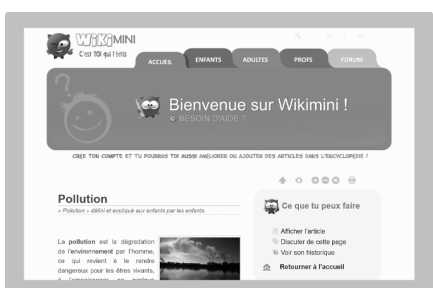 WIKIMINI
C'est TOI qui l'écris
ACCUEIL ENFANTS ADULTES PROFS FORUM
Bienvenue sur Wikimini !
BESOIN D'AIDE ?
CRÉE TON COMPTE ET TU POURRAS TOI AUSSI AMÉLIORER OU AJOUTER DES ARTICLES DANS L'ENCYCLOPÉDIE !
Pollution
« Pollution » défini et expliqué aux enfants par les enfants.
La pollution est la dégradation
de l'environnement par l'homme,
ce qui revient à le rendre
dangereux pour les êtres vivants,
Ce que tu peux faire
Afficher l'article
Discuter de cette page
Voir son historique
Retourner à l'accueil